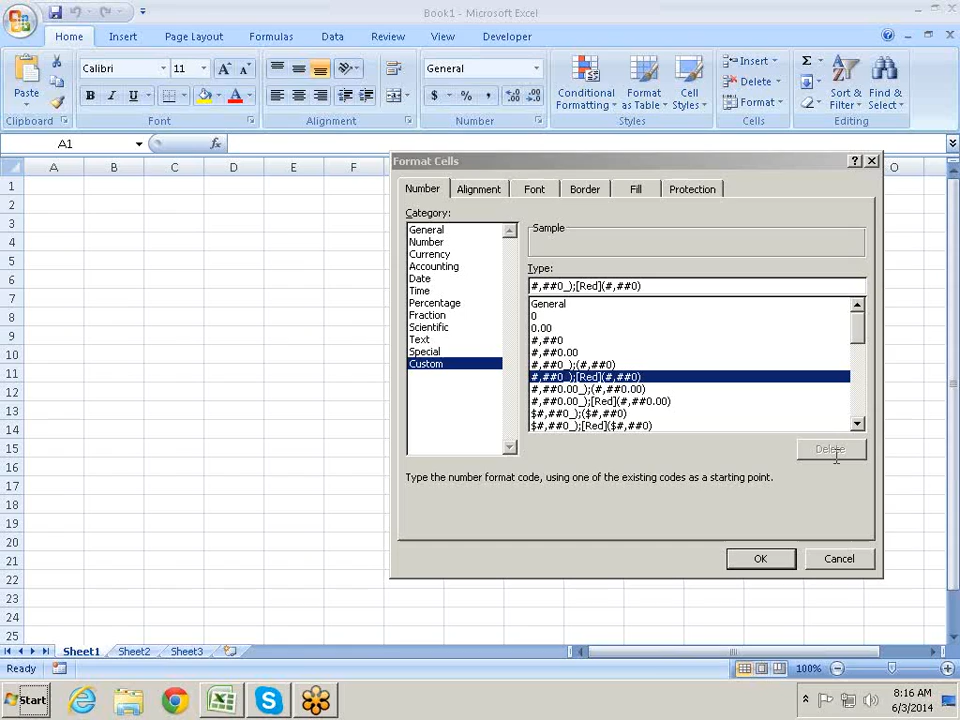 Book1 - Microsoft Excel
Home Insert Page Layout Formulas Data Review View Developer
Paste
Calibri 11
General
Conditional Formatting
Format as Table
Cell Styles
Insert
Delete
Format
Sort & Filter
Find & Select
Clipboard Font Alignment Number Styles Cells Editing
A1
A B C D E F O
Format Cells
Number Alignment Font Border Fill Protection
Category:
General
Number
Currency
Accounting
Date
Time
Percentage
Fraction
Scientific
Text
Special
Custom
Sample
Type:
#,##0_);[Red](#,##0)
General
0
0.00
#,##0
#,##0.00
#,##0_);(#,##0)
#,##0_);[Red](#,##0)
#,##0.00_);(#,##0.00)
#,##0.00_);[Red](#,##0.00)
$#,##0_);($#,##0)
$#,##0_);[Red]($#,##0)
Delete
Type the number format code, using one of the existing codes as a starting point.
OK Cancel
1
2
3
4
5
6
7
8
9
10
11
12
13
14
15
16
17
18
19
20
21
22
23
24
25
Sheet1 Sheet2 Sheet3
Ready 100%
Start
8:16 AM
6/3/2014